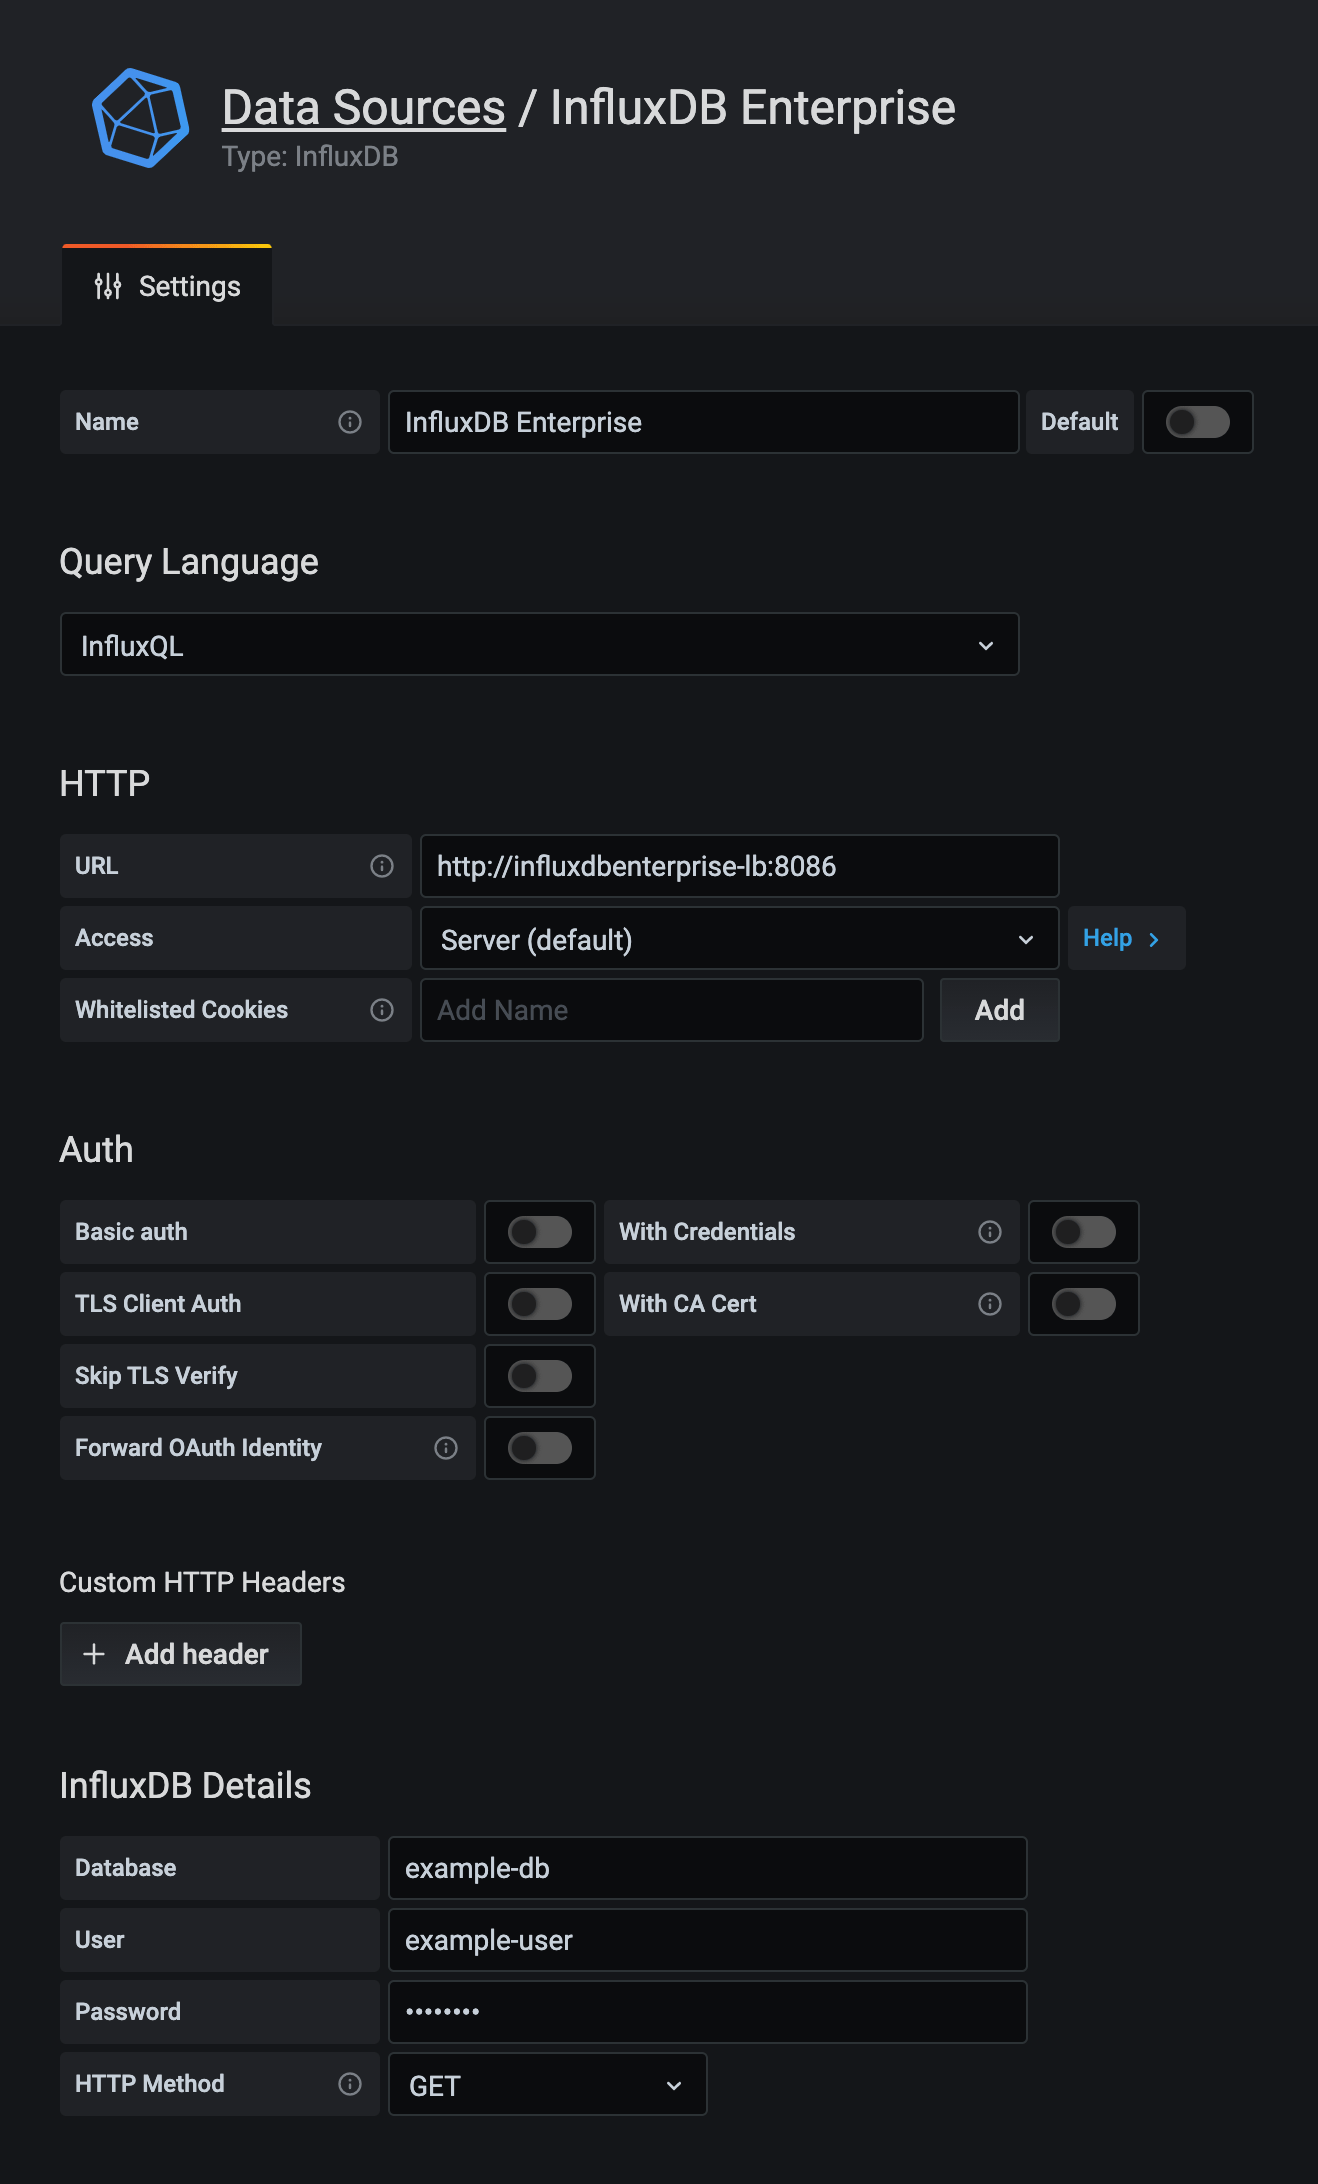 Data Sources / InfluxDB Enterprise
Type: InfluxDB
Settings
Name InfluxDB Enterprise Default
Query Language
InfluxQL
HTTP
URL http://influxdbenterprise-lb:8086
Access Server (default) Help
Whitelisted Cookies Add Name Add
Auth
Basic auth With Credentials
TLS Client Auth With CA Cert
Skip TLS Verify
Forward OAuth Identity
Custom HTTP Headers
+ Add header
InfluxDB Details
Database example-db
User example-user
Password ••••••••
HTTP Method GET